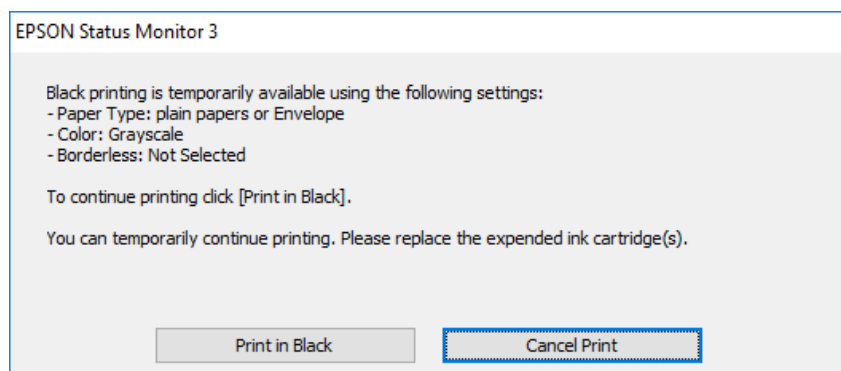 EPSON Status Monitor 3
Black printing is temporarily available using the following settings:
- Paper Type: plain papers or Envelope
- Color: Grayscale
- Borderless: Not Selected
To continue printing click [Print in Black].
You can temporarily continue printing. Please replace the expended ink cartridge(s).
Print in Black
Cancel Print